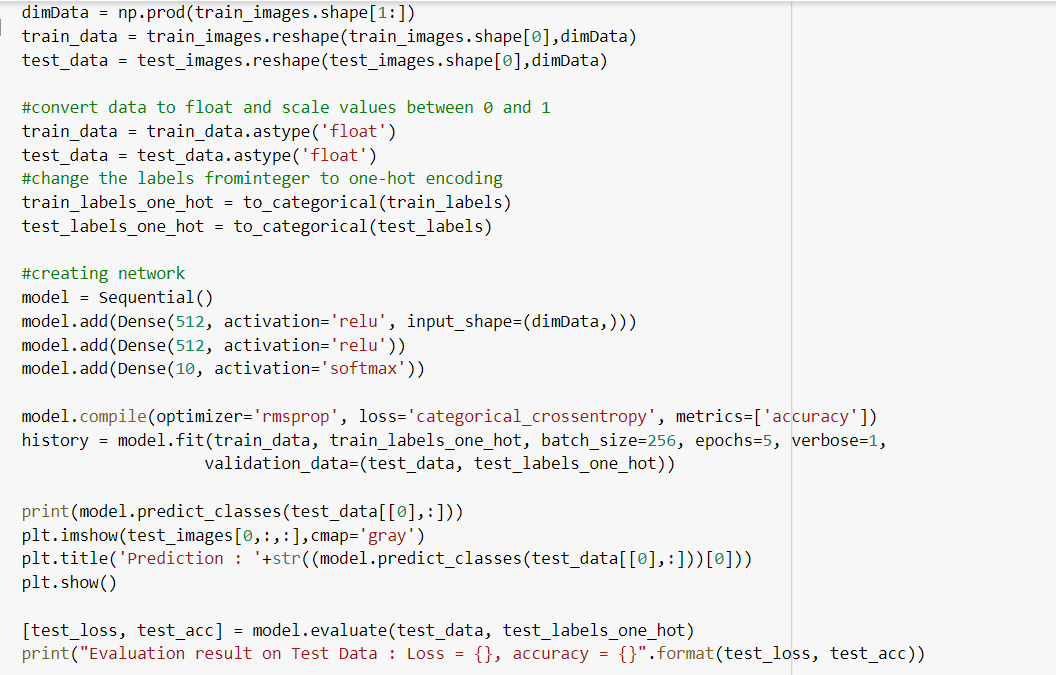 dimData = np.prod(train_images.shape[1:])
train_data = train_images.reshape(train_images.shape[0],dimData)
test_data = test_images.reshape(test_images.shape[0],dimData)
#convert data to float and scale values between 0 and 1
train_data = train_data.astype('float')
test_data = test_data.astype('float')
#change the labels frominteger to one-hot encoding
train_labels_one_hot = to_categorical(train_labels)
test_labels_one_hot = to_categorical(test_labels)
#creating network
model = Sequential()
model.add(Dense(512, activation='relu', input_shape=(dimData,)))
model.add(Dense(512, activation='relu'))
model.add(Dense(10, activation='softmax'))
model.compile(optimizer='rmsprop', loss='categorical_crossentropy', metrics=['accuracy'])
history = model.fit(train_data, train_labels_one_hot, batch_size=256, epochs=5, verbose=1,
validation_data=(test_data, test_labels_one_hot))
print(model.predict_classes(test_data[[0],:]))
plt.imshow(test_images[0,:,:],cmap='gray')
plt.title('Prediction : '+str((model.predict_classes(test_data[[0],:]))[0]))
plt.show()
[test_loss, test_acc] = model.evaluate(test_data, test_labels_one_hot)
print("Evaluation result on Test Data : Loss = {}, accuracy = {}".format(test_loss, test_acc))